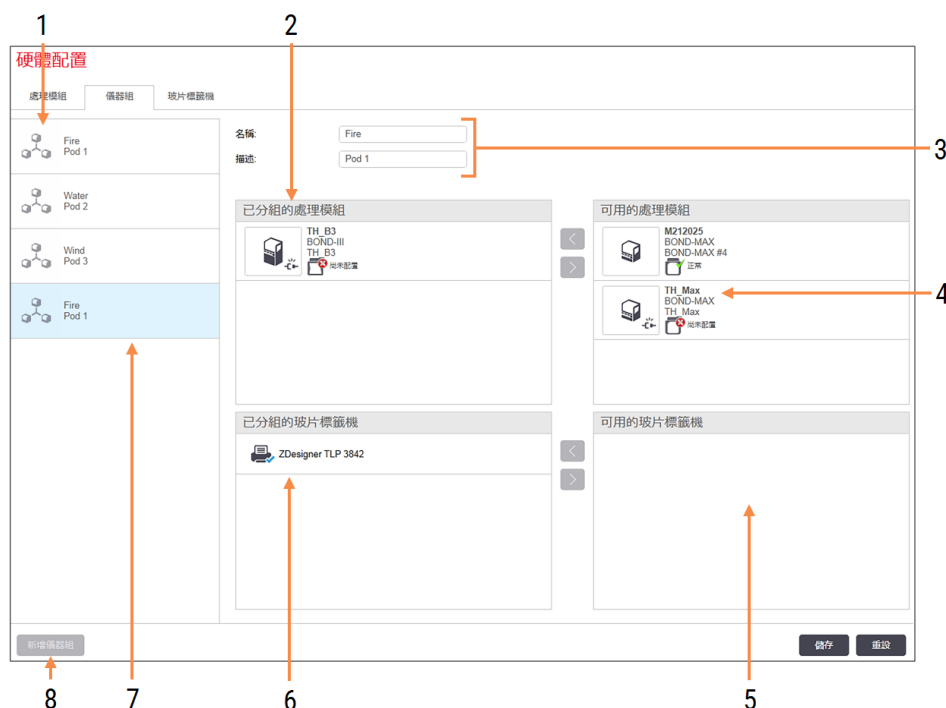 1
2
硬體配置
處理模組
儀器組
玻片標籤機
Fire
Pod 1
Water
Pod 2
Wind
Pod 3
Fire
Pod 1
名稱:
Fire
描述:
Pod 1
3
已分組的處理模組
TH_B3
BOND-III
TH_B3
尚未配置
可用的處理模組
M212025
BOND-MAX
BOND-MAX #4
正常
TH_Max
BOND-MAX
TH_Max
尚未配置
4
已分組的玻片標籤機
ZDesigner TLP 3842
可用的玻片標籤機
新增儀器組
儲存
重設
8
7
6
5